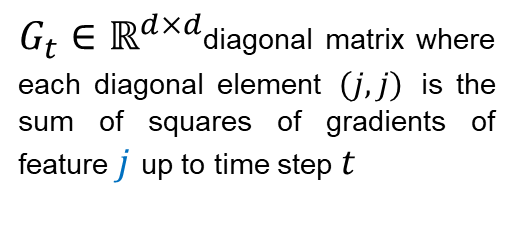 G_t ∈ ℝ^{d×d} diagonal matrix where
each diagonal element (j, j) is the
sum of squares of gradients of
feature j up to time step t